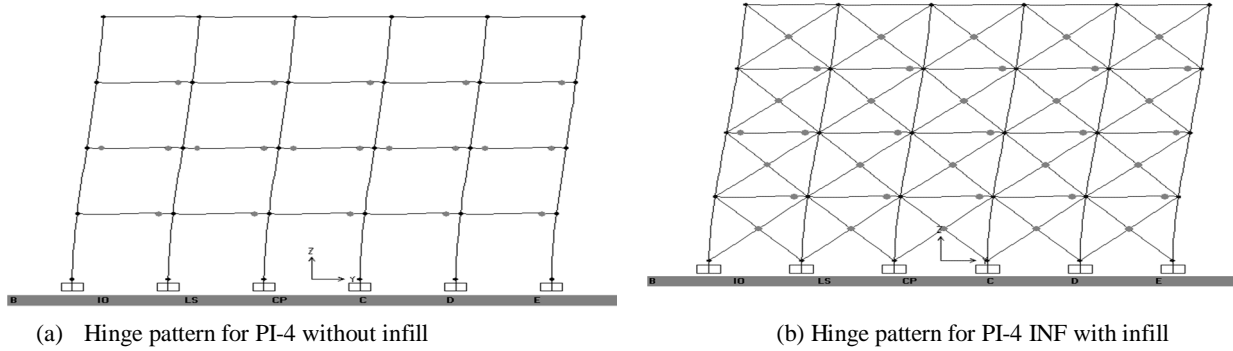 Z
Y
B IO LS CP C D E
(a) Hinge pattern for PI-4 without infill
Z
B IO LS CP C D E
(b) Hinge pattern for PI-4 INF with infill